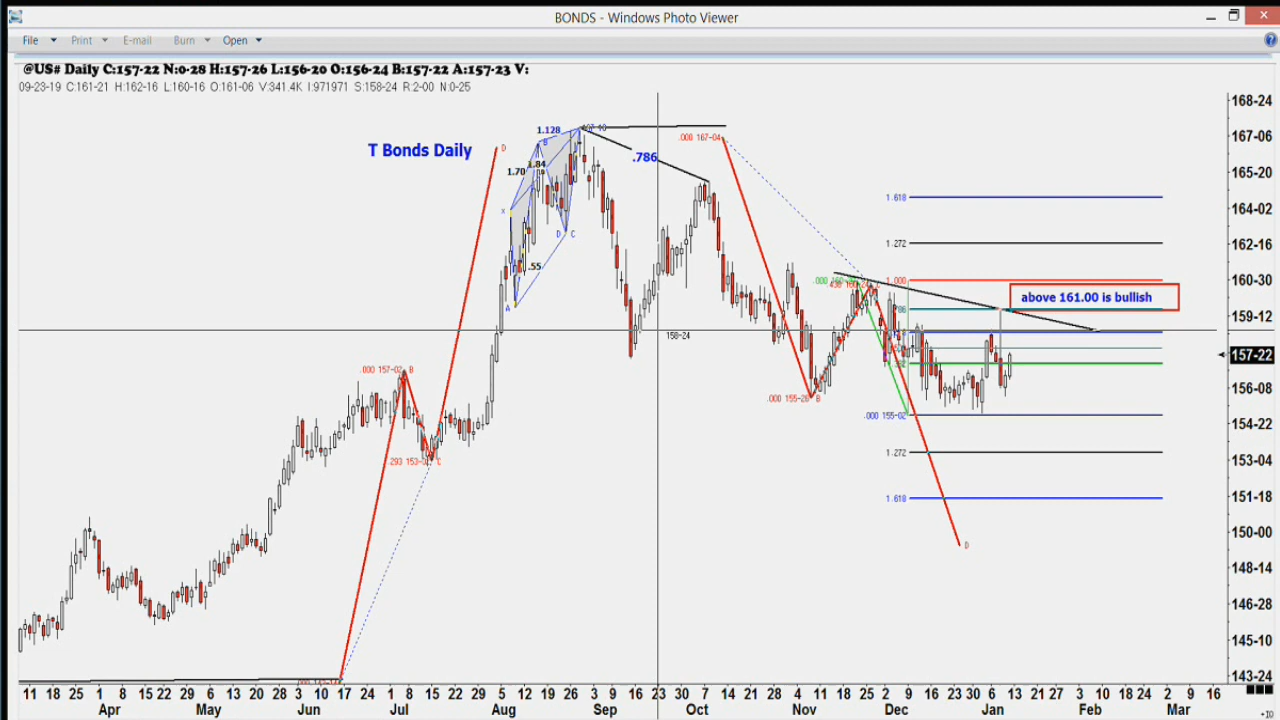 BONDS - Windows Photo Viewer
File Print E-mail Burn Open
@US# Daily C:157-22 N:0-28 H:157-26 L:156-20 O:156-24 B:157-22 A:157-23 V:
09-23-19 C:161-21 H:162-16 L:160-16 O:161-06 V:341.4K I:971971 S:158-24 R:2-00 N:0-25
168-24
1.128
B
.000 167-04
167-06
T Bonds Daily
D
.786
1.84
1.70
165-20
1.618
X
164-02
D C
1.272
162-16
.55
1.000
160-30
above 161.00 is bullish
A
159-12
158-24
157-22
.000 157-02 B
156-08
.000 155-28 B
.000 155-02
154-22
1.272
153-04
C
1.618
151-18
150-00
D
148-14
146-28
145-10
143-24
11 18 25 1 8 15 22 29 6 13 20 28 3 10 17 24 1 8 15 22 29 5 12 19 26 3 9 16 23 30 7 14 21 28 4 11 18 25 2 9 16 23 30 6 13 21 27 3 10 18 24 2 9 16
Apr May Jun Jul Aug Sep Oct Nov Dec Jan Feb Mar